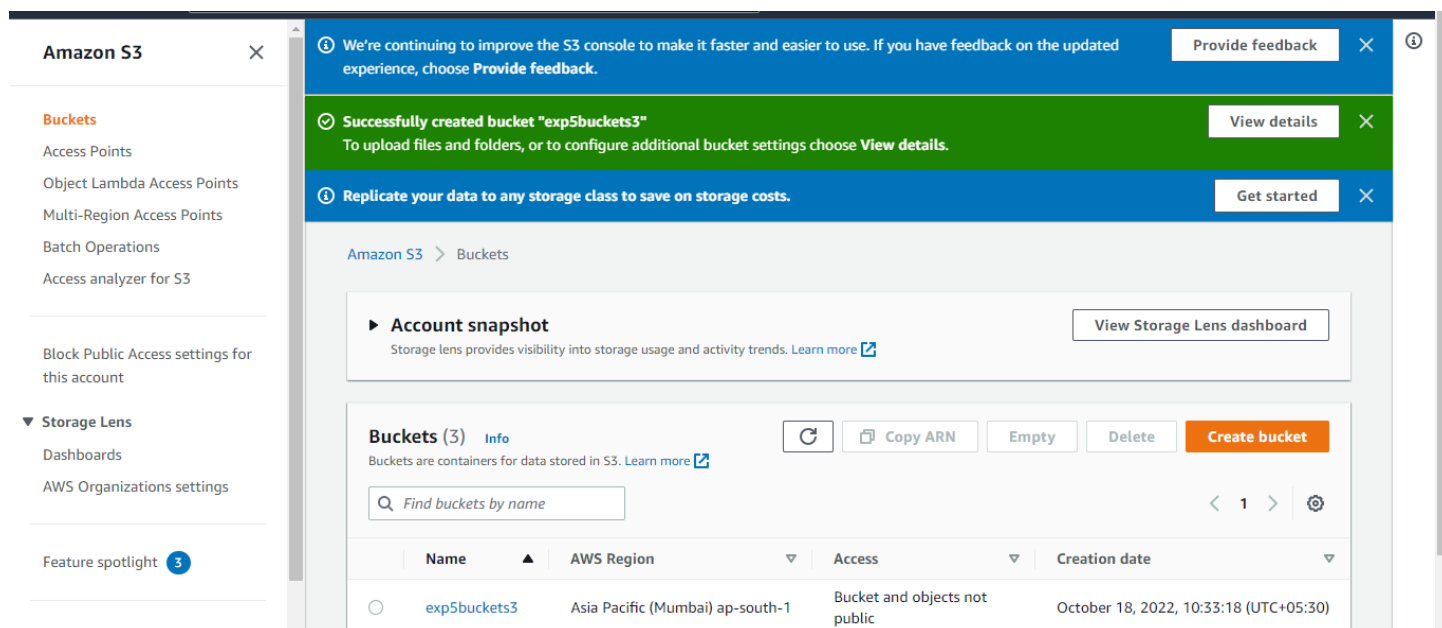 Amazon S3
Buckets
Access Points
Object Lambda Access Points
Multi-Region Access Points
Batch Operations
Access analyzer for S3
Block Public Access settings for
this account
Storage Lens
Dashboards
AWS Organizations settings
Feature spotlight 3
We're continuing to improve the S3 console to make it faster and easier to use. If you have feedback on the updated
experience, choose Provide feedback.
Provide feedback
Successfully created bucket "exp5buckets3"
To upload files and folders, or to configure additional bucket settings choose View details.
View details
Replicate your data to any storage class to save on storage costs.
Get started
Amazon S3 Buckets
Account snapshot
Storage lens provides visibility into storage usage and activity trends. Learn more
View Storage Lens dashboard
Buckets (3) Info
Buckets are containers for data stored in S3. Learn more
Copy ARN Empty Delete Create bucket
Find buckets by name
1
Name AWS Region Access Creation date
exp5buckets3 Asia Pacific (Mumbai) ap-south-1 Bucket and objects not
public October 18, 2022, 10:33:18 (UTC+05:30)